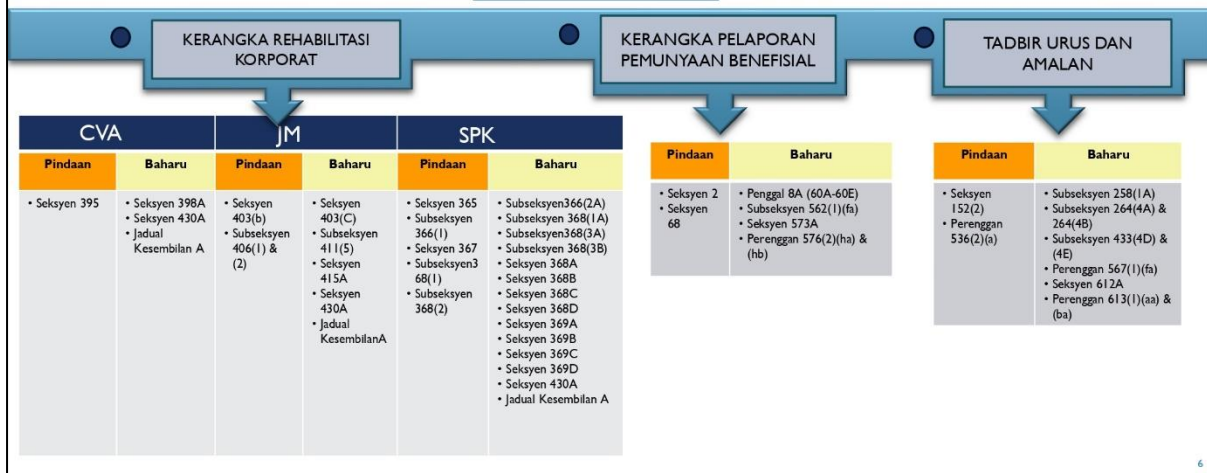 KERANGKA REHABILITASI
KORPORAT
KERANGKA PELAPORAN
PEMUNYAAN BENEFISIAL
TADBIR URUS DAN
AMALAN
CVA
JM
SPK
Pindaan
Baharu
Pindaan
Baharu
Pindaan
Baharu
• Seksyen 395
• Seksyen 398A
• Seksyen 430A
• Jadual
Kesembilan A
• Seksyen
403(b)
• Subseksyen
406(1) &
(2)
• Seksyen
403(C)
• Subseksyen
411(5)
• Seksyen
415A
• Seksyen
430A
• Jadual
KesembilanA
• Seksyen 365
• Subseksyen
366(1)
• Seksyen 367
• Subseksyen3
68(1)
• Subseksyen
368(2)
• Subseksyen366(2A)
• Subseksyen 368(1A)
• Subseksyen 368(3A)
• Subseksyen 368(3B)
• Seksyen 368A
• Seksyen 368B
• Seksyen 368C
• Seksyen 368D
• Seksyen 369A
• Seksyen 369B
• Seksyen 369C
• Seksyen 369D
• Seksyen 430A
• Jadual Kesembilan A
Pindaan
Baharu
• Seksyen 2
• Seksyen
68
• Penggal 8A (60A-60E)
• Subseksyen 562(1)(fa)
• Seksyen 573A
• Perenggan 576(2)(ha) &
(hb)
Pindaan
Baharu
• Seksyen
152(2)
• Perenggan
536(2)(a)
• Subseksyen 258(1A)
• Subseksyen 264(4A) &
264(4B)
• Subseksyen 433(4D) &
(4E)
• Perenggan 567(1)(fa)
• Seksyen 612A
• Perenggan 613(1)(aa) &
(ba)
6